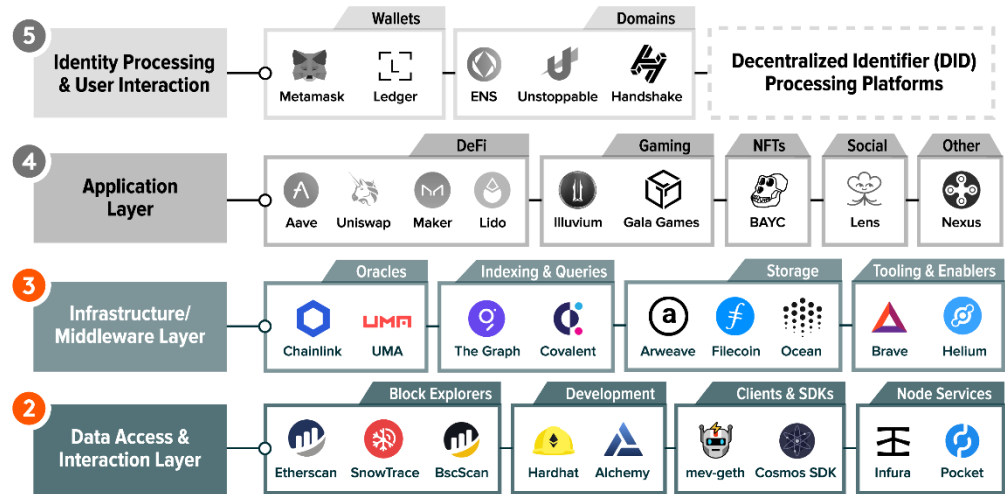 5
Identity Processing
& User Interaction
Wallets
Metamask
L
Ledger
Domains
ENS
Unstoppable
Handshake
Decentralized Identifier (DID)
Processing Platforms
4
Application
Layer
DeFi
Aave
Uniswap
Maker
Lido
Gaming
Illuvium
Gala Games
NFTs
BAYC
Social
Lens
Other
Nexus
3
Infrastructure/
Middleware Layer
Oracles
Chainlink
UMA
UMA
Indexing & Queries
The Graph
Covalent
Storage
a
Arweave
Filecoin
Ocean
Tooling & Enablers
Brave
Helium
2
Data Access &
Interaction Layer
Block Explorers
Etherscan
SnowTrace
BscScan
Development
Hardhat
Alchemy
Clients & SDKs
mev-geth
Cosmos SDK
Node Services
Infura
Pocket